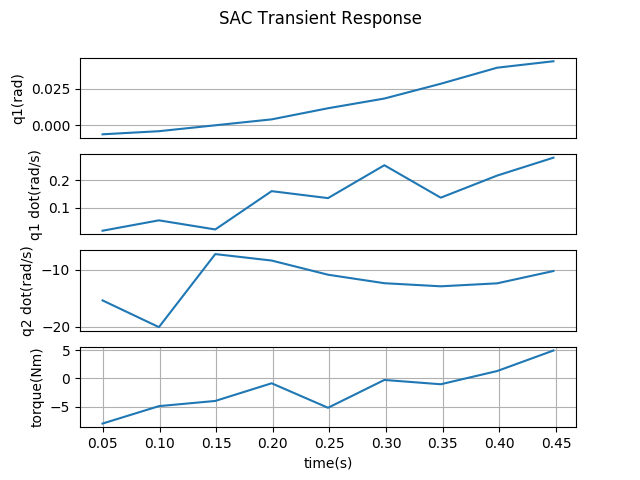 SAC Transient Response
q1(rad)
0.025
0.000
q1 dot(rad/s)
0.2
0.1
q2 dot(rad/s)
−10
−20
torque(Nm)
5
0
−5
0.05 0.10 0.15 0.20 0.25 0.30 0.35 0.40 0.45
time(s)